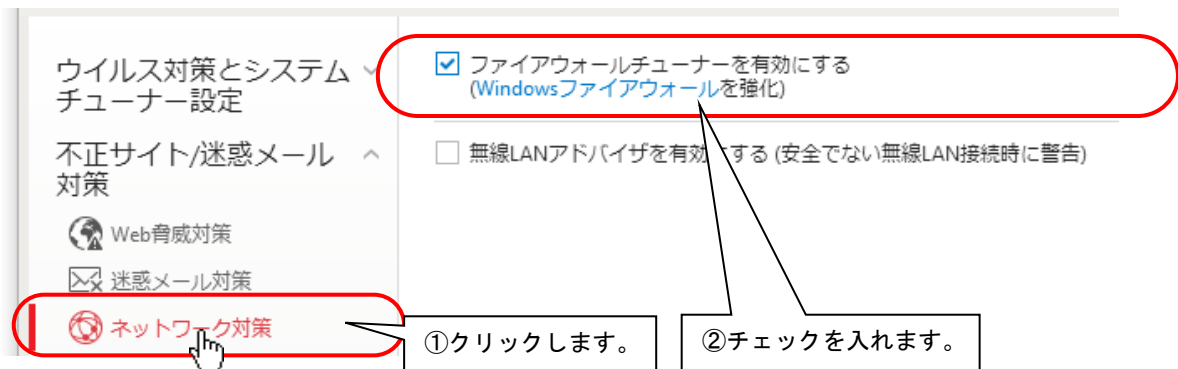 ウイルス対策とシステム
チューナー設定
不正サイト/迷惑メール
対策
Web脅威対策
迷惑メール対策
ネットワーク対策
ファイアウォールチューナーを有効にする
(Windowsファイアウォールを強化)
無線LANアドバイザを有効にする (安全でない無線LAN接続時に警告)
①クリックします。
②チェックを入れます。